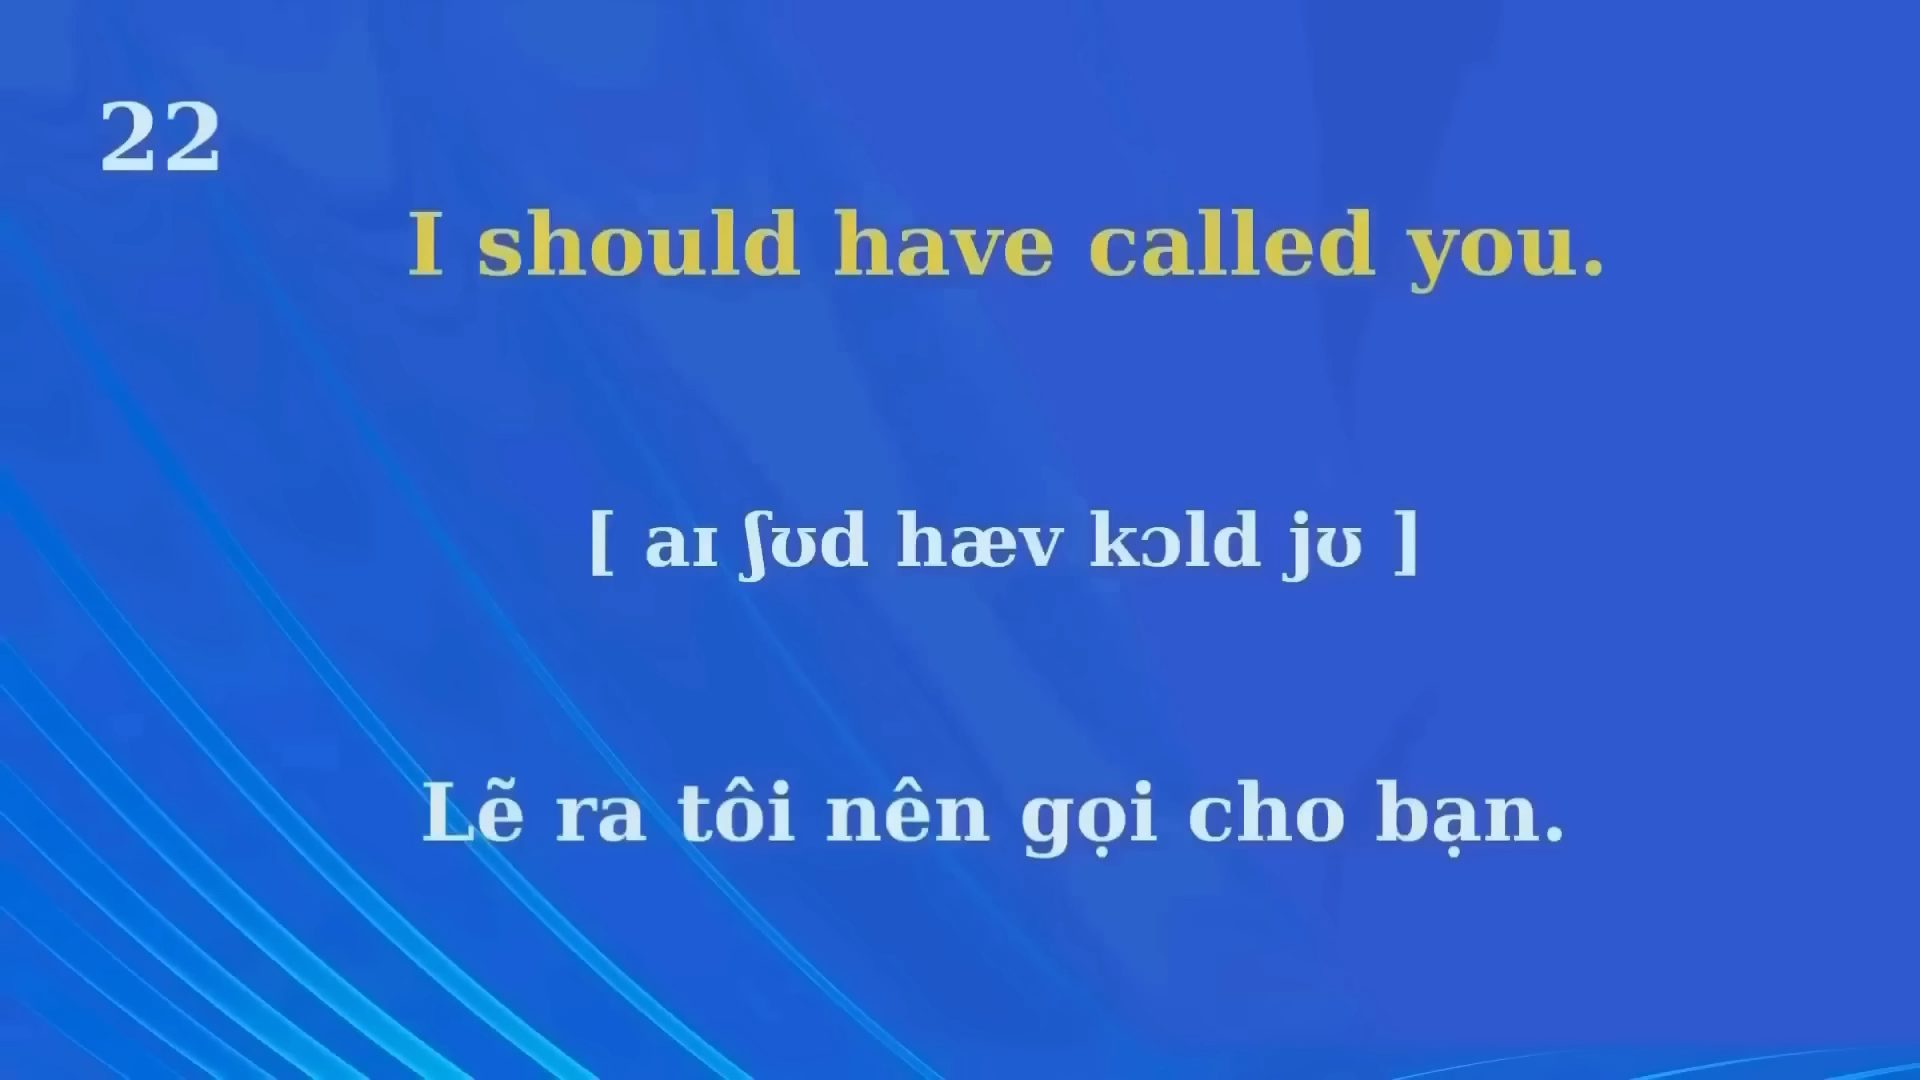 22
I should have called you.
[ aɪ ʃʊd hæv kɔld jʊ ]
Lẽ ra tôi nên gọi cho bạn.